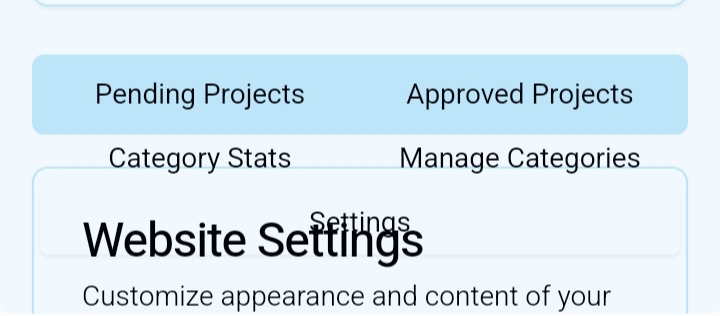 Pending Projects Approved Projects
Category Stats Manage Categories
Settings
Website Settings
Customize appearance and content of your